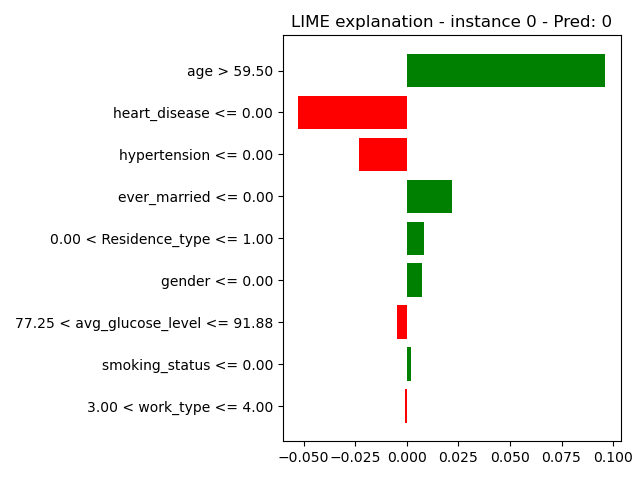 LIME explanation - instance 0 - Pred: 0
age > 59.50
heart_disease <= 0.00
hypertension <= 0.00
ever_married <= 0.00
0.00 < Residence_type <= 1.00
gender <= 0.00
77.25 < avg_glucose_level <= 91.88
smoking_status <= 0.00
3.00 < work_type <= 4.00
−0.050 −0.025 0.000 0.025 0.050 0.075 0.100